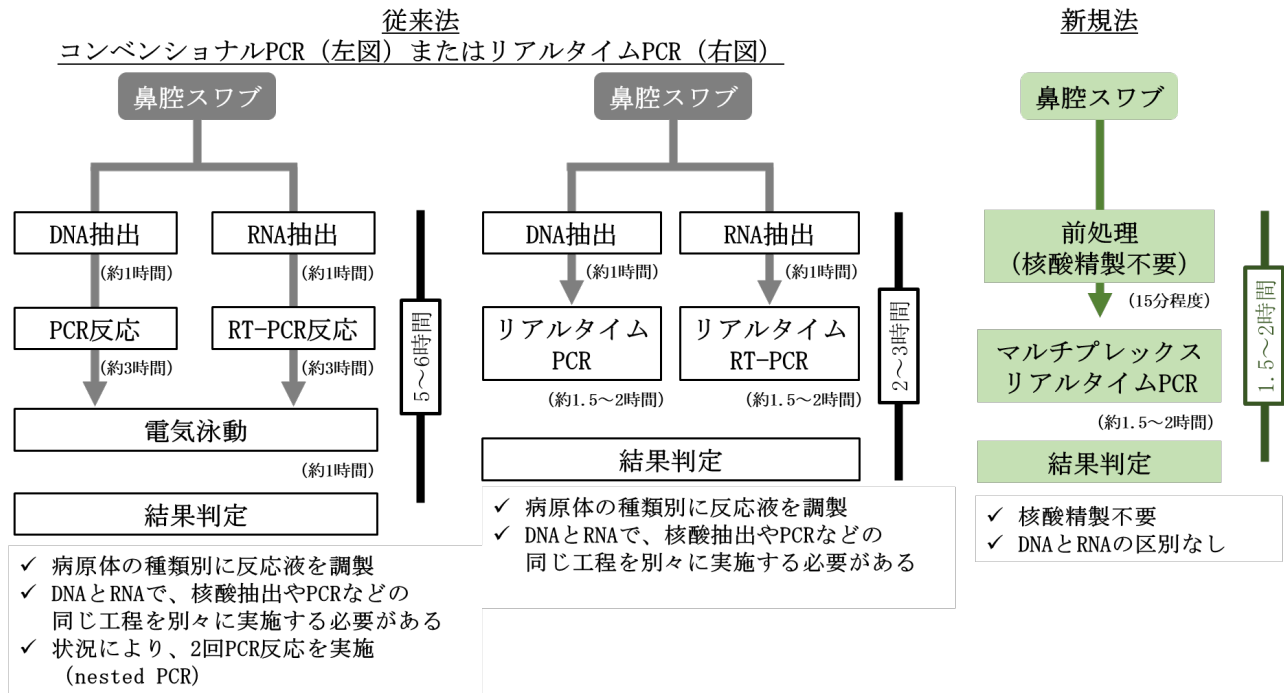 従来法
コンベンショナルPCR（左図）またはリアルタイムPCR（右図）
鼻腔スワブ
DNA抽出
(約1時間)
RNA抽出
(約1時間)
PCR反応
(約3時間)
RT-PCR反応
(約3時間)
電気泳動
(約1時間)
結果判定
5～6時間
✓ 病原体の種類別に反応液を調製
✓ DNAとRNAで、核酸抽出やPCRなどの
同じ工程を別々に実施する必要がある
✓ 状況により、2回PCR反応を実施
（nested PCR）
鼻腔スワブ
DNA抽出
(約1時間)
RNA抽出
(約1時間)
リアルタイム
PCR
(約1.5～2時間)
リアルタイム
RT-PCR
(約1.5～2時間)
結果判定
2～3時間
✓ 病原体の種類別に反応液を調製
✓ DNAとRNAで、核酸抽出やPCRなどの
同じ工程を別々に実施する必要がある
新規法
鼻腔スワブ
前処理
(核酸精製不要)
(15分程度)
マルチプレックス
リアルタイムPCR
(約1.5～2時間)
結果判定
1.5～2時間
✓ 核酸精製不要
✓ DNAとRNAの区別なし